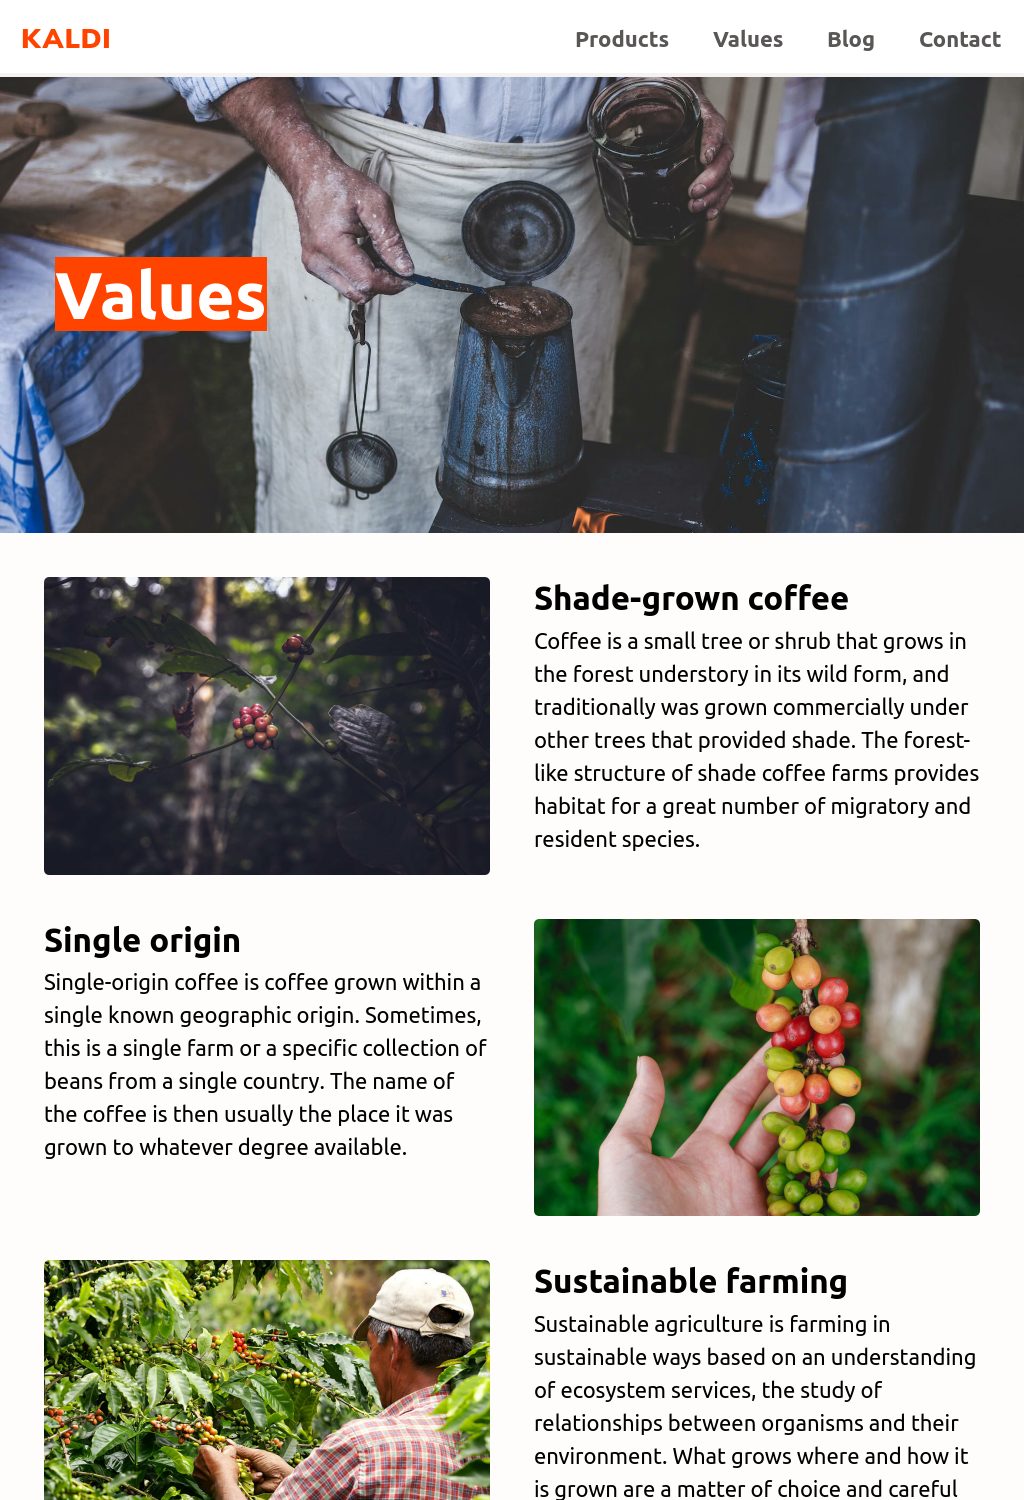 KALDI
Products
Values
Blog
Contact
Values
Shade-grown coffee
Coffee is a small tree or shrub that grows in
the forest understory in its wild form, and
traditionally was grown commercially under
other trees that provided shade. The forest-
like structure of shade coffee farms provides
habitat for a great number of migratory and
resident species.
Single origin
Single-origin coffee is coffee grown within a
single known geographic origin. Sometimes,
this is a single farm or a specific collection of
beans from a single country. The name of
the coffee is then usually the place it was
grown to whatever degree available.
Sustainable farming
Sustainable agriculture is farming in
sustainable ways based on an understanding
of ecosystem services, the study of
relationships between organisms and their
environment. What grows where and how it
is grown are a matter of choice and careful